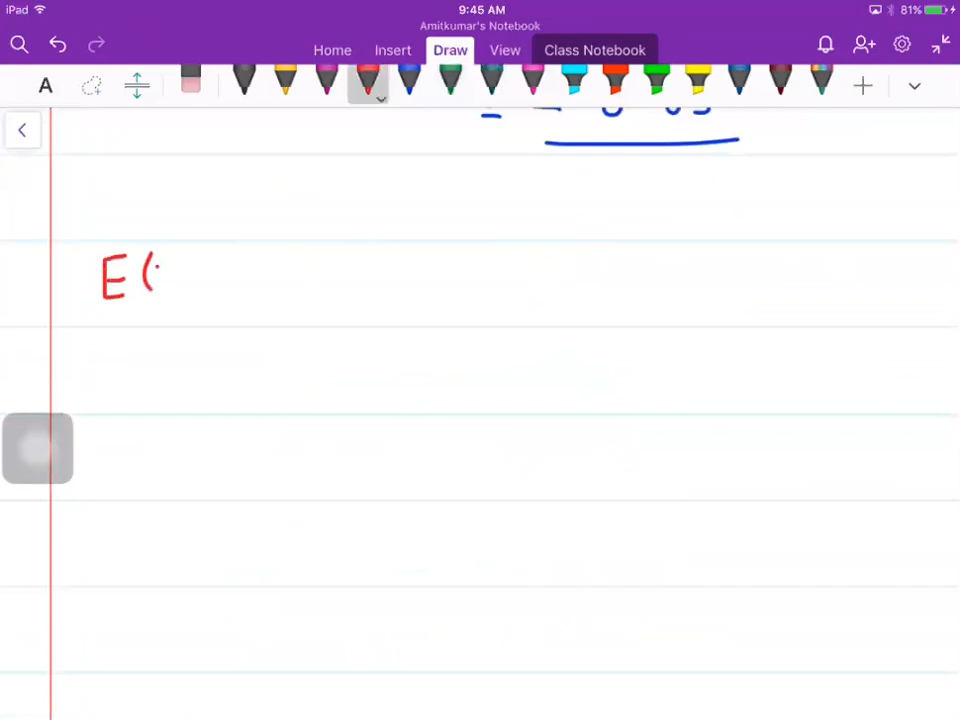 iPad 9:45 AM 81%
Amitkumar's Notebook
Home Insert Draw View Class Notebook
A
E(